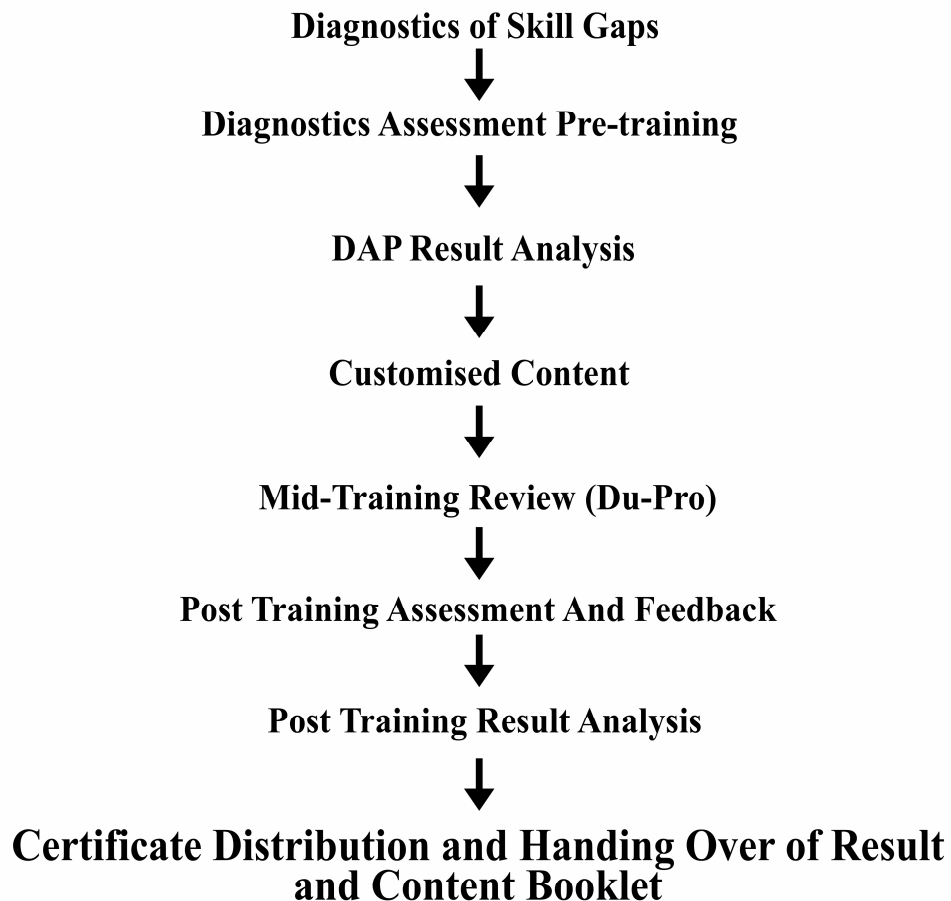 Diagnostics of Skill Gaps
Diagnostics Assessment Pre-training
DAP Result Analysis
Customised Content
Mid-Training Review (Du-Pro)
Post Training Assessment And Feedback
Post Training Result Analysis
Certificate Distribution and Handing Over of Result
and Content Booklet